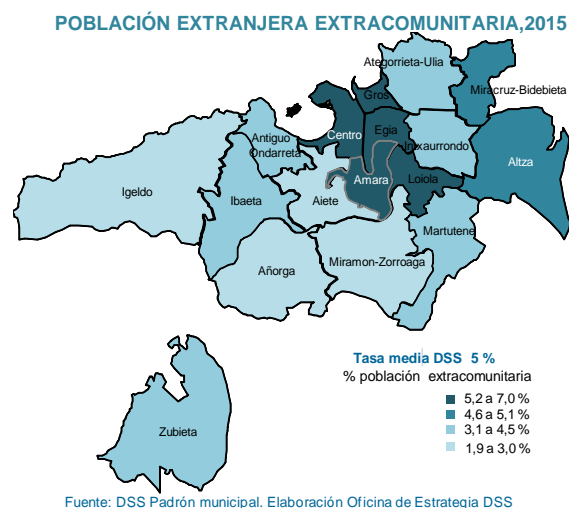 POBLACIÓN EXTRANJERA EXTRACOMUNITARIA,2015
Ategorrieta-Ulia
Miracruz-Bidebieta
Gros
Centro
Egia
Intxaurrondo
Antiguo
Ondarreta
Altza
Igeldo
Amara
Loiola
Ibaeta
Aiete
Martutene
Añorga
Miramon-Zorroaga
Zubieta
Tasa media DSS 5 %
% población extracomunitaria
5,2 a 7,0 %
4,6 a 5,1 %
3,1 a 4,5 %
1,9 a 3,0 %
Fuente: DSS Padrón municipal. Elaboración Oficina de Estrategia DSS